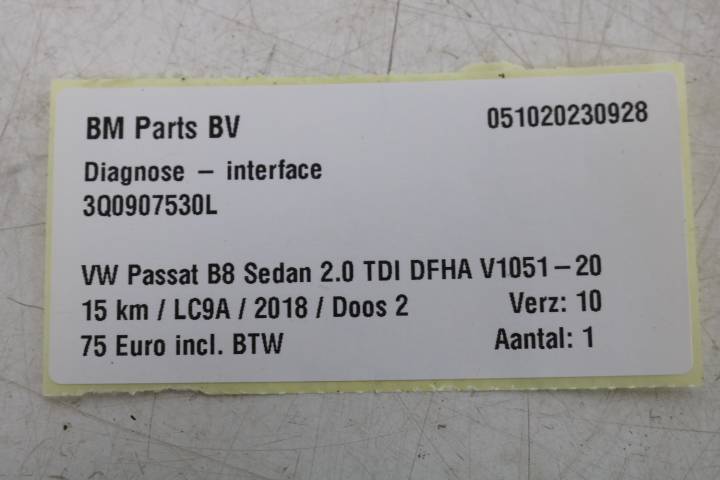 BM Parts BV 051020230928
Diagnose – interface
3Q0907530L
VW Passat B8 Sedan 2.0 TDI DFHA V1051–20
15 km / LC9A / 2018 / Doos 2 Verz: 10
75 Euro incl. BTW Aantal: 1